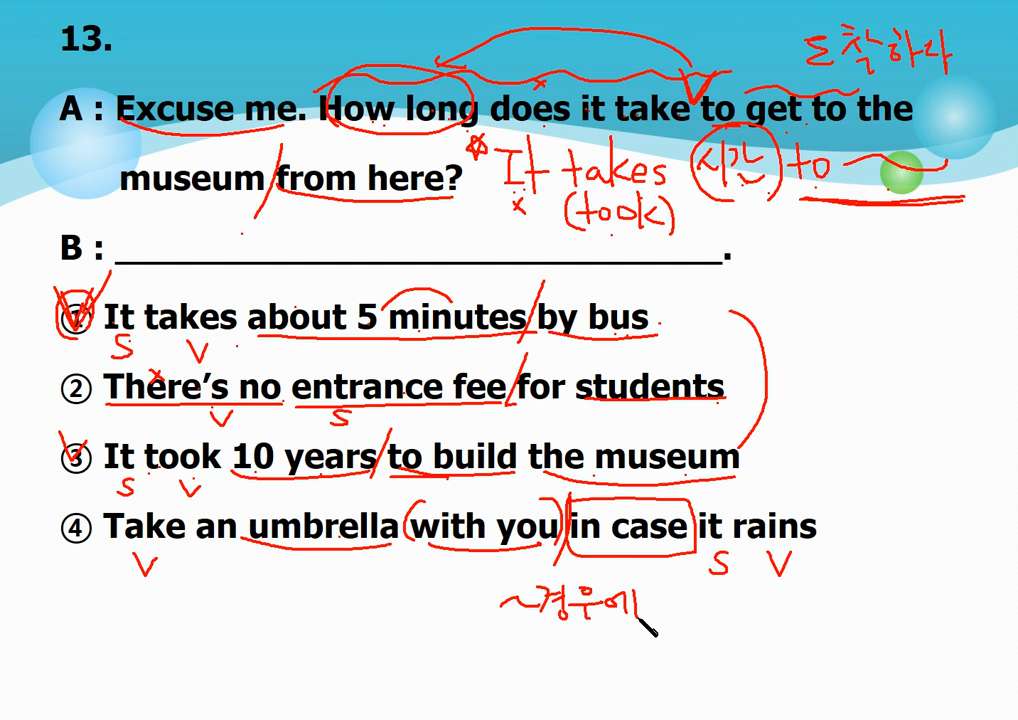 13.
도착하다
A : Excuse me. How long does it take to get to the
museum from here?
It takes 시간 to
(took)
B : ________________________________.
① It takes about 5 minutes by bus
S V
② There's no entrance fee for students
V S
③ It took 10 years to build the museum
S V
④ Take an umbrella with you in case it rains
V S V
~경우에